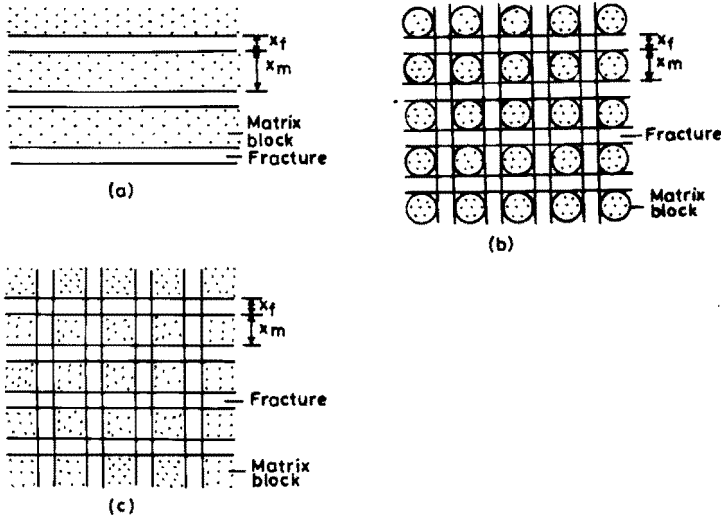 x_f
x_m
Matrix
block
Fracture
(a)
x_f
x_m
Fracture
Matrix
block
(b)
x_f
x_m
Fracture
Matrix
block
(c)